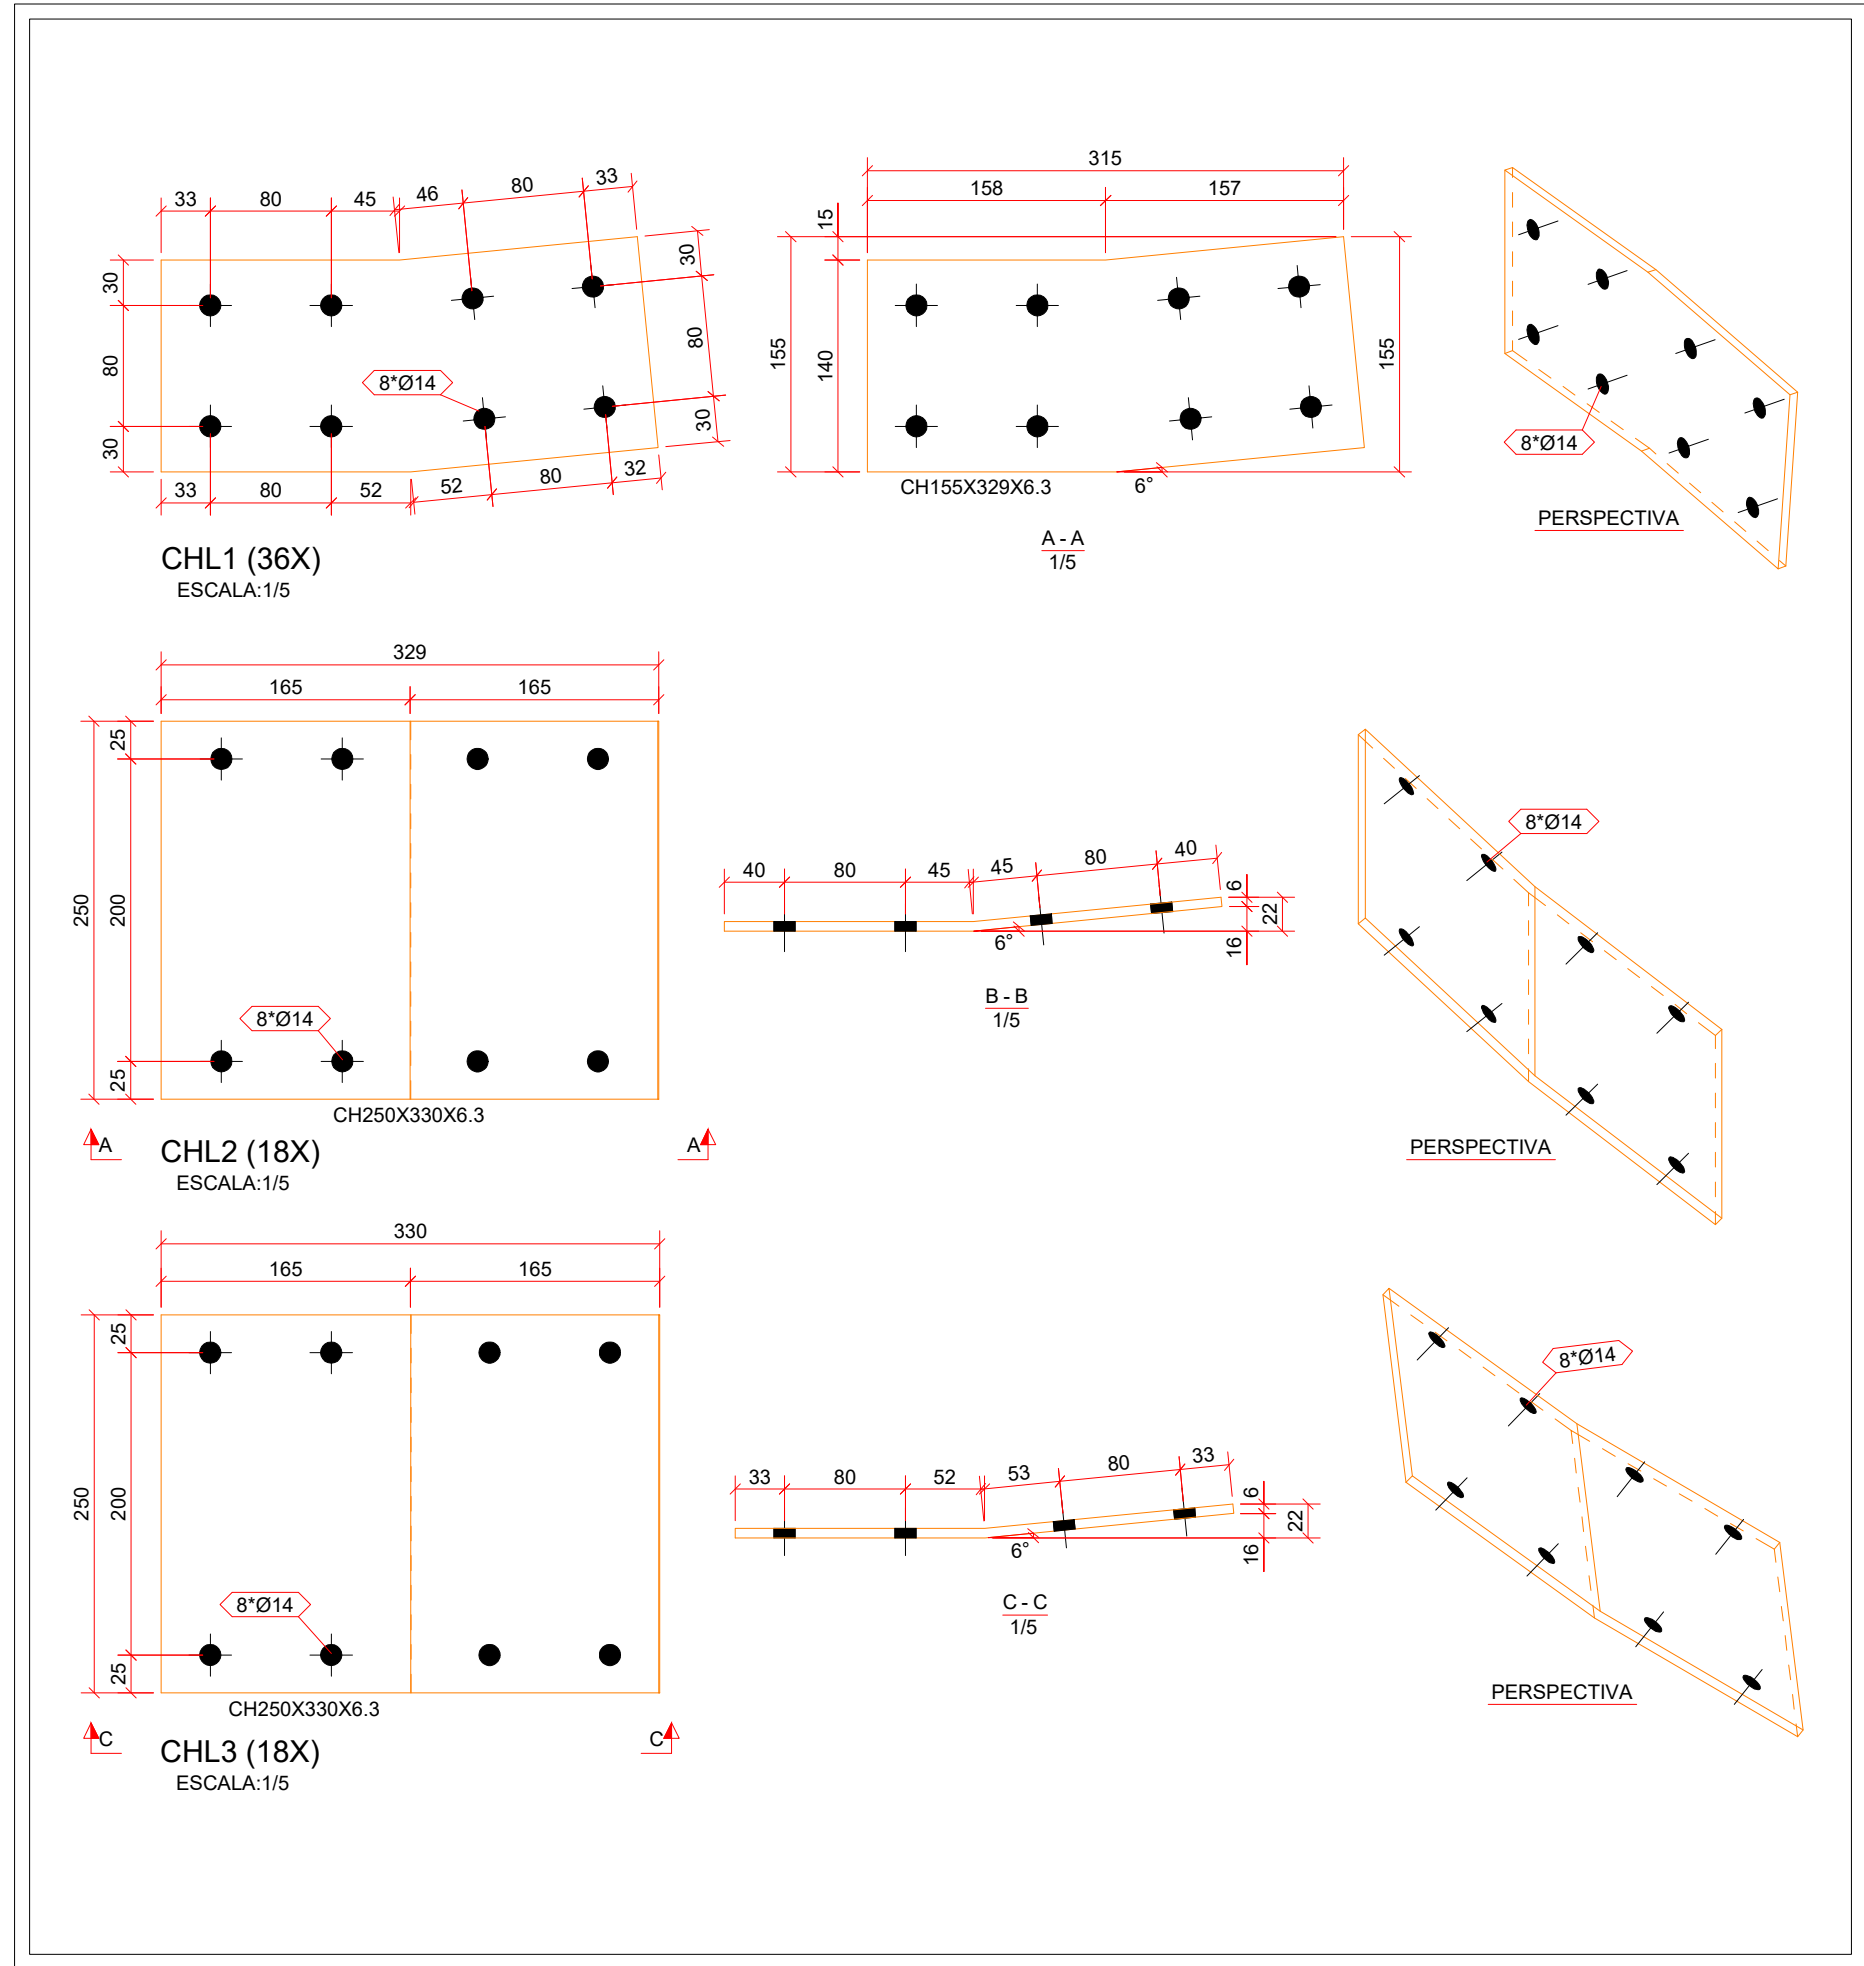 33 80 45 46 80 33
30 80 30
30 80 30
8*Ø14
33 80 52 52 80 32
CHL1 (36X)
ESCALA:1/5
315
158 157
15
155 140 155
CH155X329X6.3
6°
A - A
1/5
8*Ø14
PERSPECTIVA
329
165 165
25
250 200
25
8*Ø14
CH250X330X6.3
A A
CHL2 (18X)
ESCALA:1/5
40 80 45 45 80 40
6
22
16
6°
B - B
1/5
8*Ø14
PERSPECTIVA
330
165 165
25
250 200
25
8*Ø14
CH250X330X6.3
C C
CHL3 (18X)
ESCALA:1/5
33 80 52 53 80 33
6
22
16
6°
C - C
1/5
8*Ø14
PERSPECTIVA